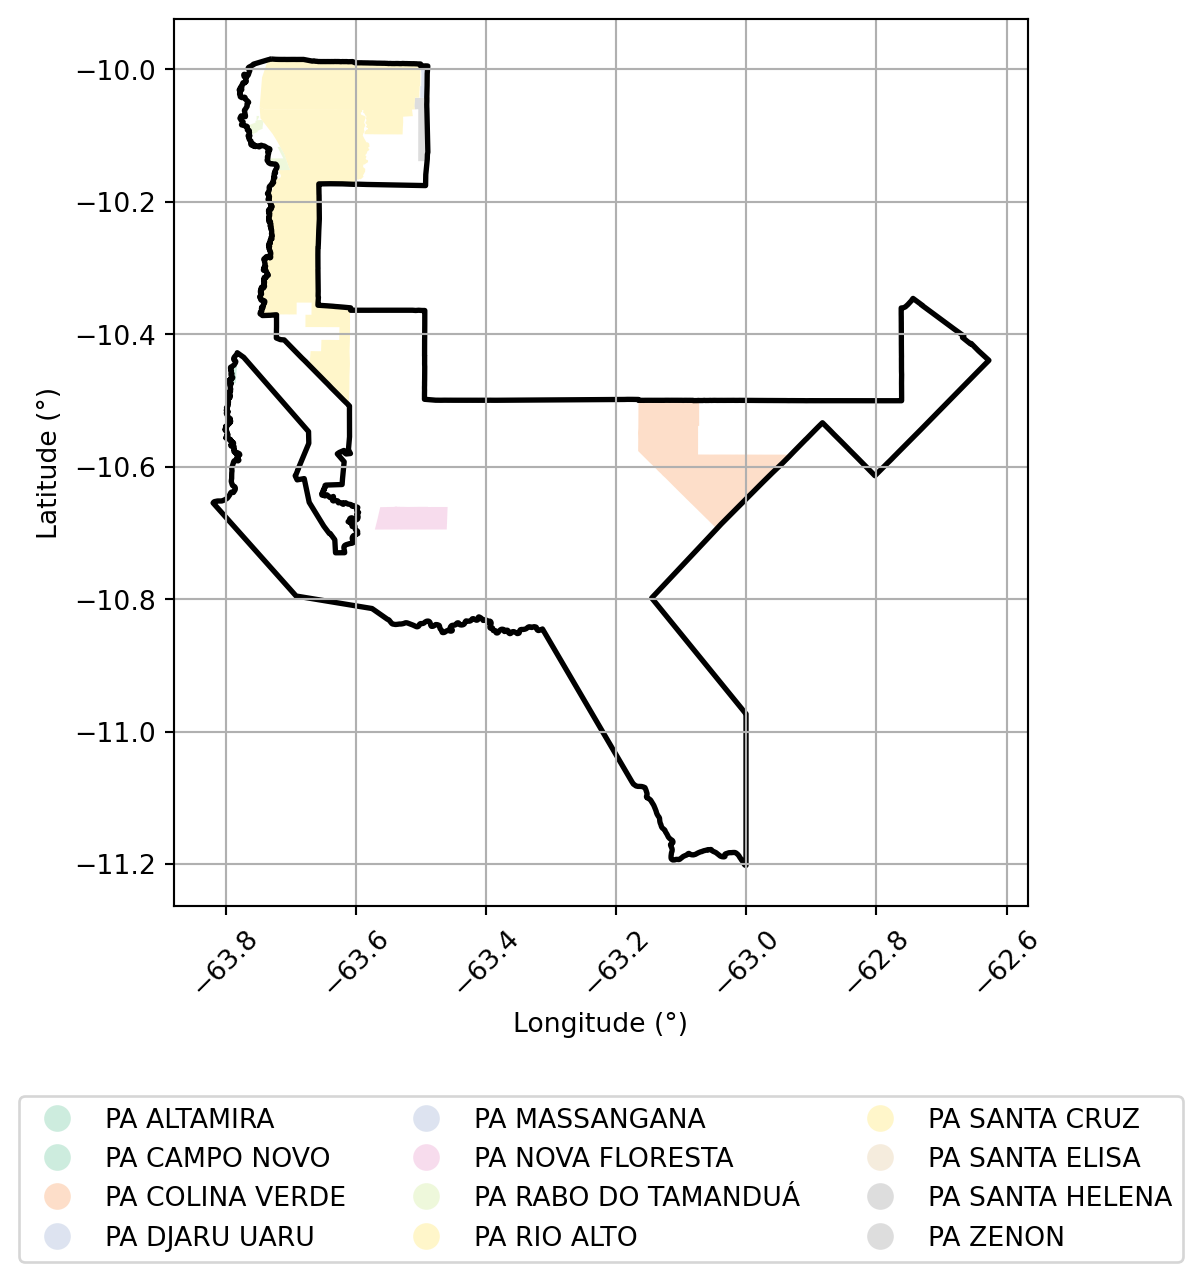 −10.0
−10.2
−10.4
−10.6
−10.8
−11.0
−11.2
Latitude (°)
−63.8
−63.6
−63.4
−63.2
−63.0
−62.8
−62.6
Longitude (°)
PA ALTAMIRA
PA CAMPO NOVO
PA COLINA VERDE
PA DJARU UARU
PA MASSANGANA
PA NOVA FLORESTA
PA RABO DO TAMANDUÁ
PA RIO ALTO
PA SANTA CRUZ
PA SANTA ELISA
PA SANTA HELENA
PA ZENON